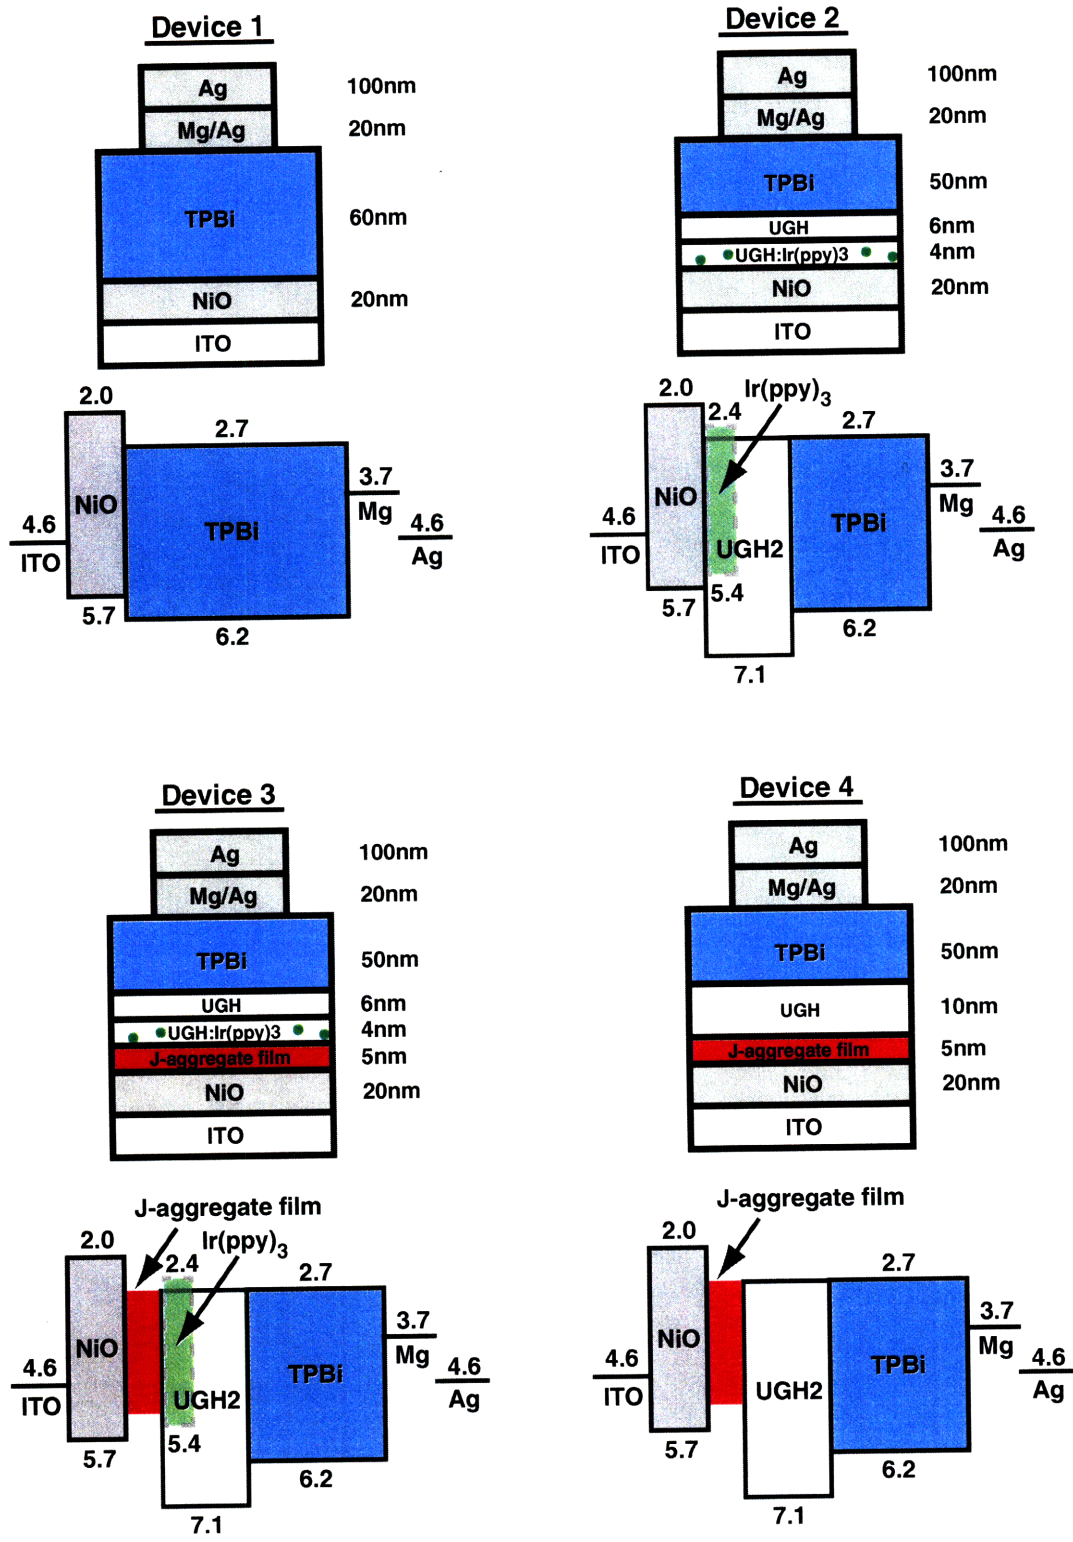 Device 1
Ag 100nm
Mg/Ag 20nm
TPBi 60nm
NiO 20nm
ITO
2.0
2.7
NiO
TPBi
4.6
ITO
3.7
Mg
4.6
Ag
5.7
6.2
Device 2
Ag 100nm
Mg/Ag 20nm
TPBi 50nm
UGH 6nm
UGH:Ir(ppy)3 4nm
NiO 20nm
ITO
Ir(ppy)3
2.0
2.4
2.7
NiO
UGH2
TPBi
4.6
ITO
3.7
Mg
4.6
Ag
5.7
5.4
6.2
7.1
Device 3
Ag 100nm
Mg/Ag 20nm
TPBi 50nm
UGH 6nm
UGH:Ir(ppy)3 4nm
J-aggregate film 5nm
NiO 20nm
ITO
J-aggregate film
Ir(ppy)3
2.0
2.4
2.7
NiO
UGH2
TPBi
4.6
ITO
3.7
Mg
4.6
Ag
5.7
5.4
6.2
7.1
Device 4
Ag 100nm
Mg/Ag 20nm
TPBi 50nm
UGH 10nm
J-aggregate film 5nm
NiO 20nm
ITO
J-aggregate film
2.0
2.7
NiO
UGH2
TPBi
4.6
ITO
3.7
Mg
4.6
Ag
5.7
6.2
7.1